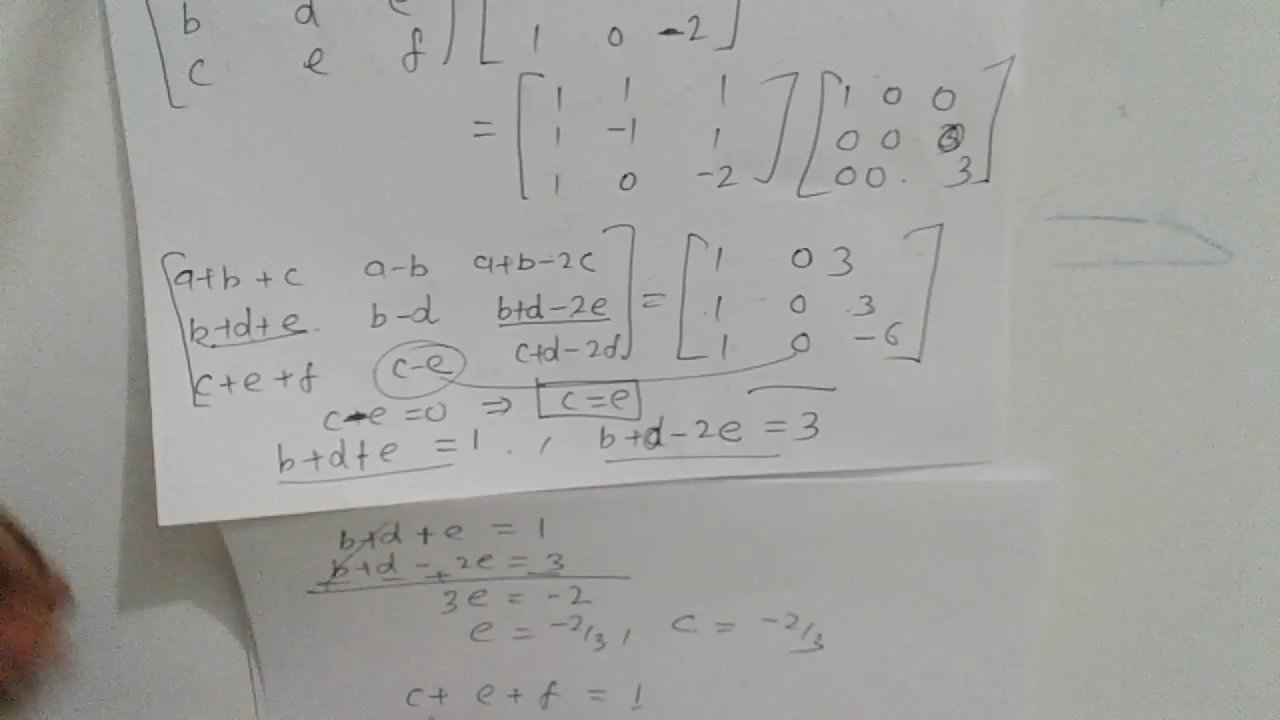 b d e
1 0 -2
c e f
= [ 1 1 1 ] [ 1 0 0 ]
1 -1 1 0 0 0
1 0 -2 0 0 . 3
[ a+b+c a-b a+b-2c ] = [ 1 0 3 ]
b+d+e . b-d b+d-2e .1 0 .3
c+e+f c-e c+d-2d 1 0 -6
c-e=0 ⇒ c=e
b+d+e =1 . , b+d-2e =3
b+d + e = 1
b+d - 2e = 3
+
3e = -2
e = -2/3, c = -2/3
c+ e+f = 1